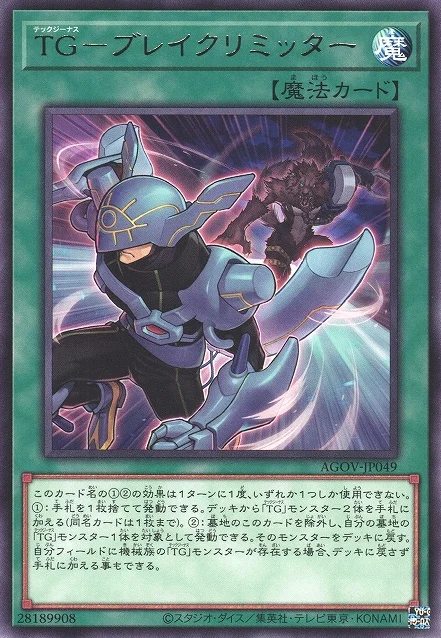 テックジーナス
TG－ブレイクリミッター
魔
【魔法カード】
AGOV-JP049
このカード名の①②の効果は１ターンに１度、いずれか１つしか使用できない。
①：手札を１枚捨てて発動できる。デッキから「TG」モンスター２体を手札に
加える(同名カードは１枚まで)。②：墓地のこのカードを除外し、自分の墓地の
「TG」モンスター１体を対象として発動できる。そのモンスターをデッキに戻す。
自分フィールドに機械族の「TG」モンスターが存在する場合、デッキに戻さず
手札に加える事もできる。
28189908
©スタジオ・ダイス／集英社・テレビ東京・KONAMI